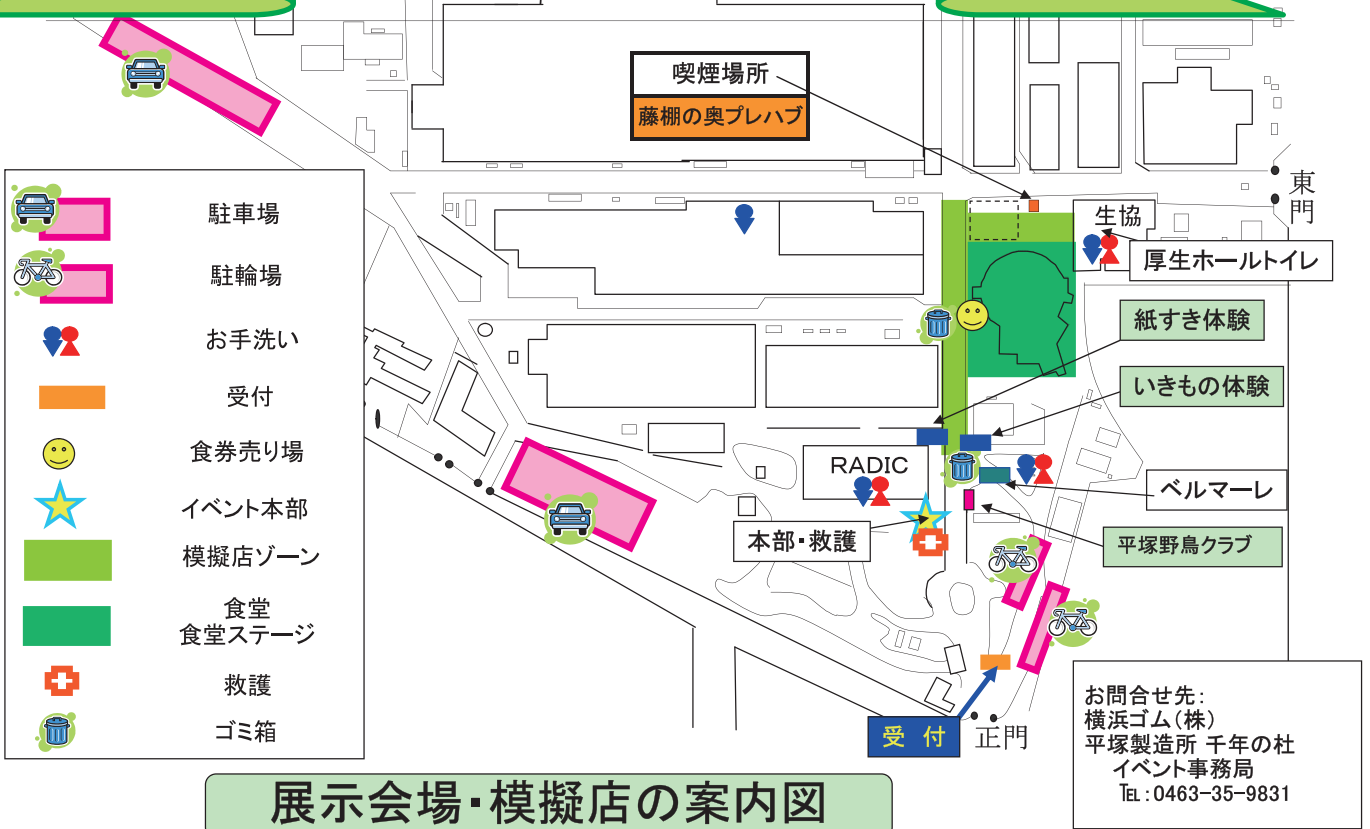 喫煙場所
藤棚の奥プレハブ
東門
生協
厚生ホールトイレ
駐車場
駐輪場
お手洗い
受付
食券売り場
イベント本部
模擬店ゾーン
食堂
食堂ステージ
救護
ゴミ箱
紙すき体験
いきもの体験
RADIC
ベルマーレ
本部・救護
平塚野鳥クラブ
受 付
正門
お問合せ先:
横浜ゴム(株)
平塚製造所 千年の杜
イベント事務局
℡:0463-35-9831
展示会場・模擬店の案内図